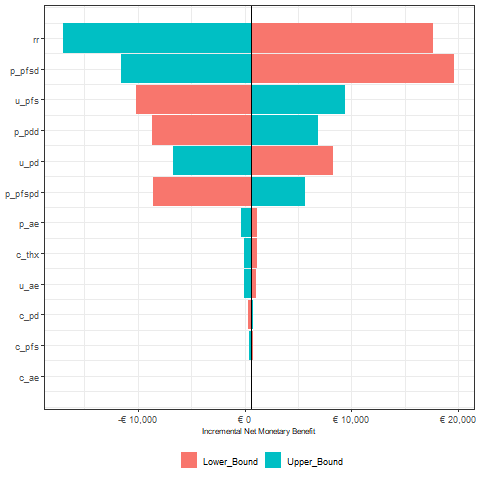 rr
p_pfsd
u_pfs
p_pdd
u_pd
p_pfspd
p_ae
c_thx
u_ae
c_pd
c_pfs
c_ae
-€ 10,000 € 0 € 10,000 € 20,000
Incremental Net Monetary Benefit
Lower_Bound Upper_Bound